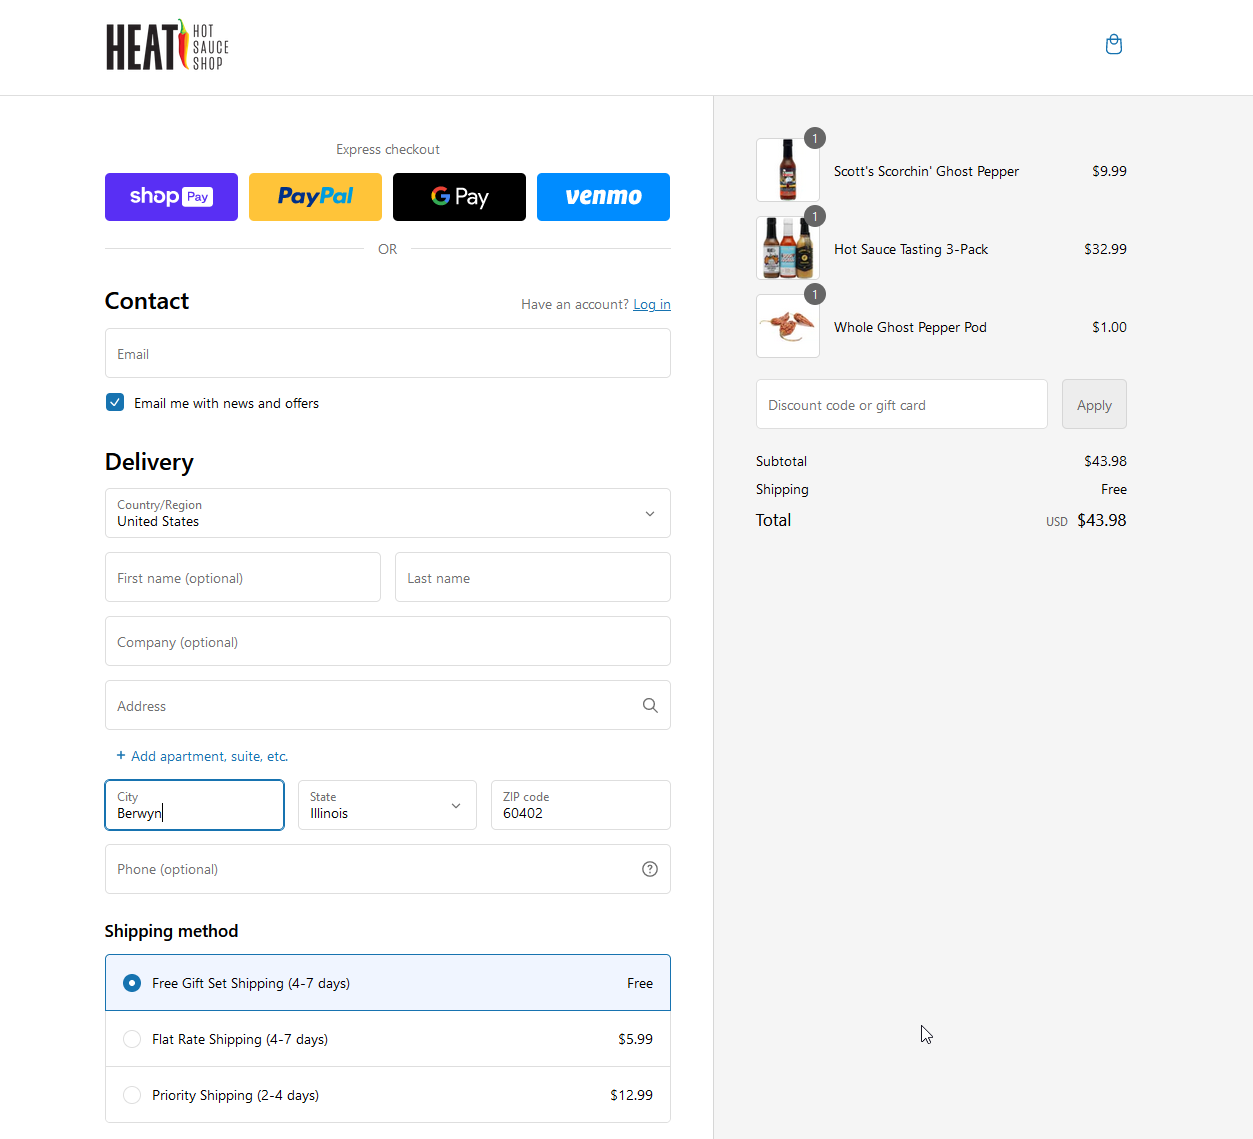 HEAT HOT SAUCE SHOP
Express checkout
shop Pay PayPal G Pay venmo
OR
Contact Have an account? Log in
Email
Email me with news and offers
Delivery
Country/Region
United States
First name (optional) Last name
Company (optional)
Address
+ Add apartment, suite, etc.
City State ZIP code
Berwyn Illinois 60402
Phone (optional) ?
Shipping method
Free Gift Set Shipping (4-7 days) Free
Flat Rate Shipping (4-7 days) $5.99
Priority Shipping (2-4 days) $12.99
1
Scott's Scorchin' Ghost Pepper $9.99
1
Hot Sauce Tasting 3-Pack $32.99
1
Whole Ghost Pepper Pod $1.00
Discount code or gift card Apply
Subtotal $43.98
Shipping Free
Total USD $43.98